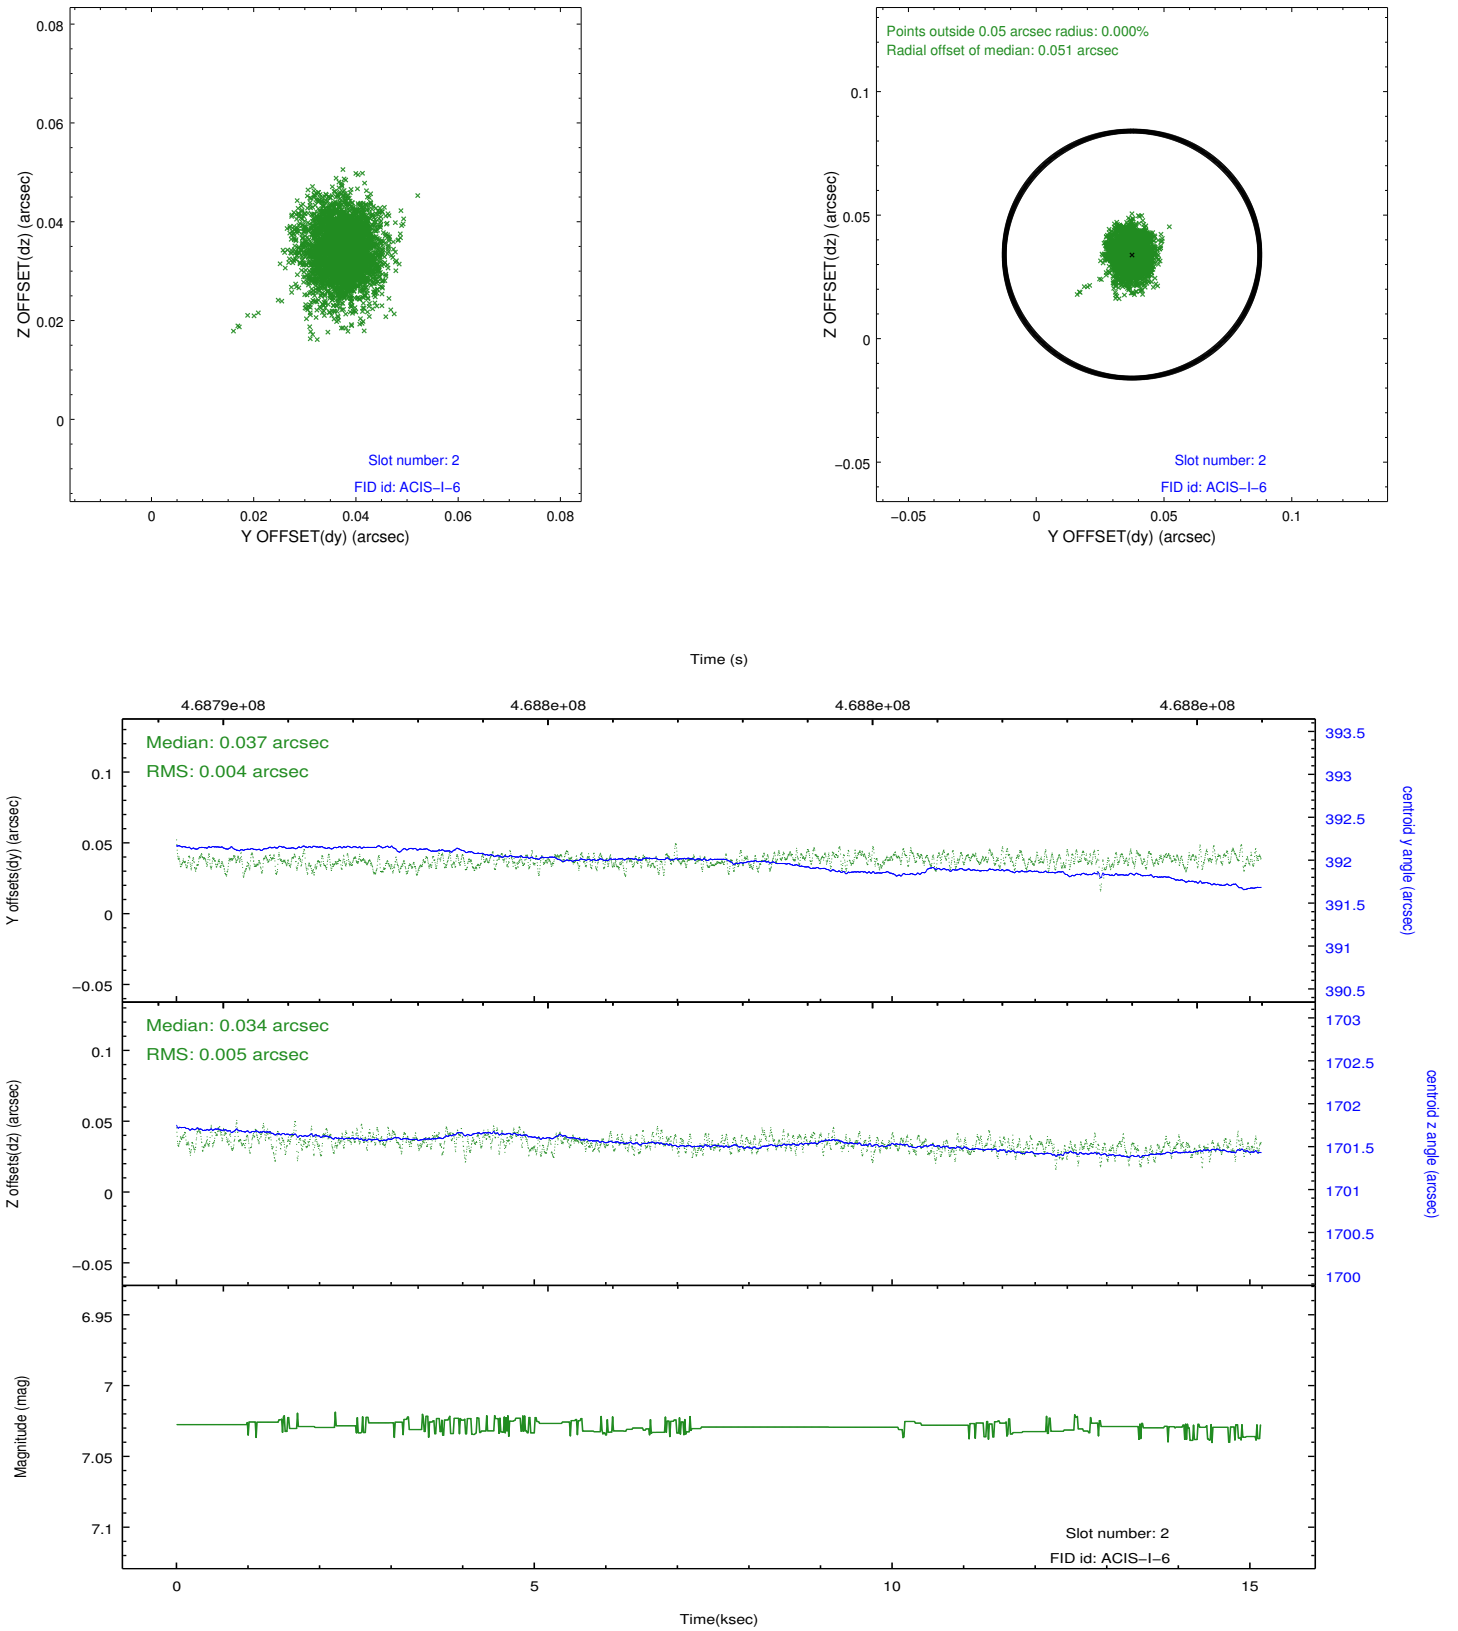 0.08
0.06
0.04
0.02
0
Z OFFSET(dz) (arcsec)
Slot number: 2
FID id: ACIS−I−6
0 0.02 0.04 0.06 0.08
Y OFFSET(dy) (arcsec)
Points outside 0.05 arcsec radius: 0.000%
Radial offset of median: 0.051 arcsec
0.1
0.05
0
−0.05
Z OFFSET(dz) (arcsec)
Slot number: 2
FID id: ACIS−I−6
−0.05 0 0.05 0.1
Y OFFSET(dy) (arcsec)
Time (s)
4.6879e+08 4.688e+08 4.688e+08 4.688e+08
Median: 0.037 arcsec
RMS: 0.004 arcsec
0.1
0.05
0
−0.05
Y offsets(dy) (arcsec)
393.5
393
392.5
392
391.5
391
390.5
centroid y angle (arcsec)
Median: 0.034 arcsec
RMS: 0.005 arcsec
0.1
0.05
0
−0.05
Z offsets(dz) (arcsec)
1703
1702.5
1702
1701.5
1701
1700.5
1700
centroid z angle (arcsec)
6.95
7
7.05
7.1
Magnitude (mag)
Slot number: 2
FID id: ACIS−I−6
0 5 10 15
Time(ksec)